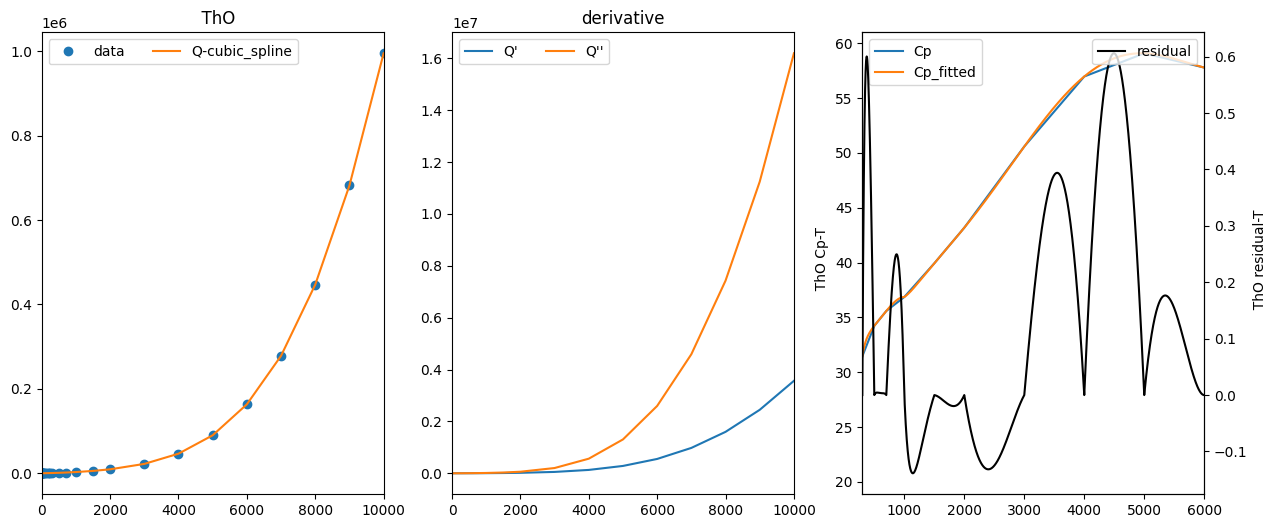 ThO
1e6
data
Q-cubic_spline
1.0
0.8
0.6
0.4
0.2
0.0
0 2000 4000 6000 8000 10000
derivative
1e7
Q'
Q''
1.6
1.4
1.2
1.0
0.8
0.6
0.4
0.2
0.0
0 2000 4000 6000 8000 10000
Cp
Cp_fitted
residual
ThO Cp-T
60
55
50
45
40
35
30
25
20
1000 2000 3000 4000 5000 6000
0.6
0.5
0.4
0.3
0.2
0.1
0.0
−0.1
ThO residual-T